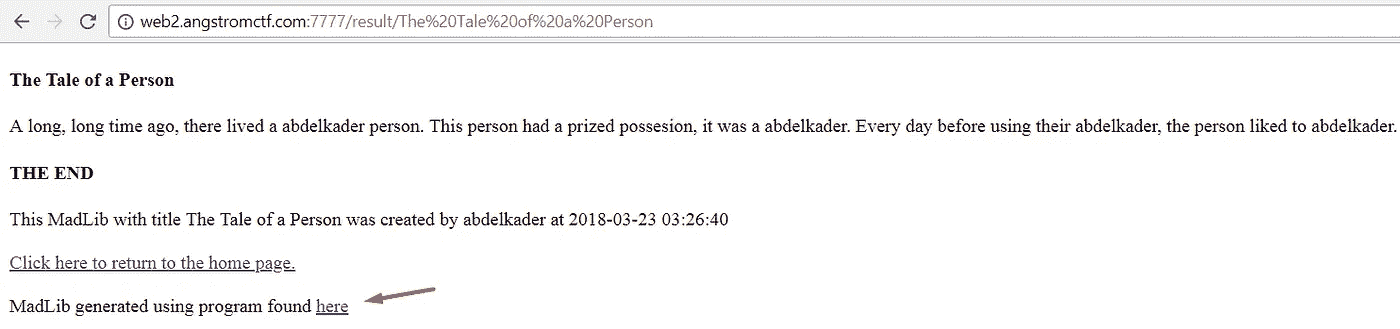 web2.angstromctf.com:7777/result/The%20Tale%20of%20a%20Person
The Tale of a Person
A long, long time ago, there lived a abdelkader person. This person had a prized possesion, it was a abdelkader. Every day before using their abdelkader, the person liked to abdelkader.
THE END
This MadLib with title The Tale of a Person was created by abdelkader at 2018-03-23 03:26:40
Click here to return to the home page.
MadLib generated using program found here